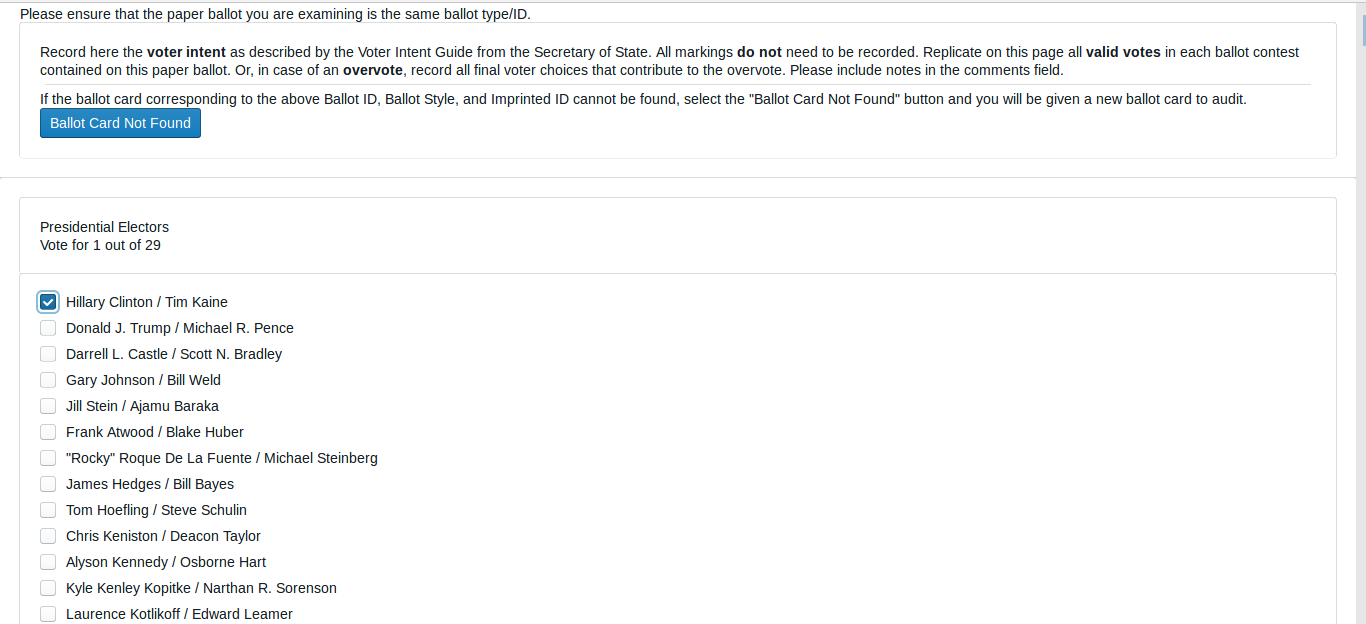 Please ensure that the paper ballot you are examining is the same ballot type/ID.
Record here the voter intent as described by the Voter Intent Guide from the Secretary of State. All markings do not need to be recorded. Replicate on this page all valid votes in each ballot contest
contained on this paper ballot. Or, in case of an overvote, record all final voter choices that contribute to the overvote. Please include notes in the comments field.
If the ballot card corresponding to the above Ballot ID, Ballot Style, and Imprinted ID cannot be found, select the "Ballot Card Not Found" button and you will be given a new ballot card to audit.
Ballot Card Not Found
Presidential Electors
Vote for 1 out of 29
Hillary Clinton / Tim Kaine
Donald J. Trump / Michael R. Pence
Darrell L. Castle / Scott N. Bradley
Gary Johnson / Bill Weld
Jill Stein / Ajamu Baraka
Frank Atwood / Blake Huber
"Rocky" Roque De La Fuente / Michael Steinberg
James Hedges / Bill Bayes
Tom Hoefling / Steve Schulin
Chris Keniston / Deacon Taylor
Alyson Kennedy / Osborne Hart
Kyle Kenley Kopitke / Narthan R. Sorenson
Laurence Kotlikoff / Edward Leamer